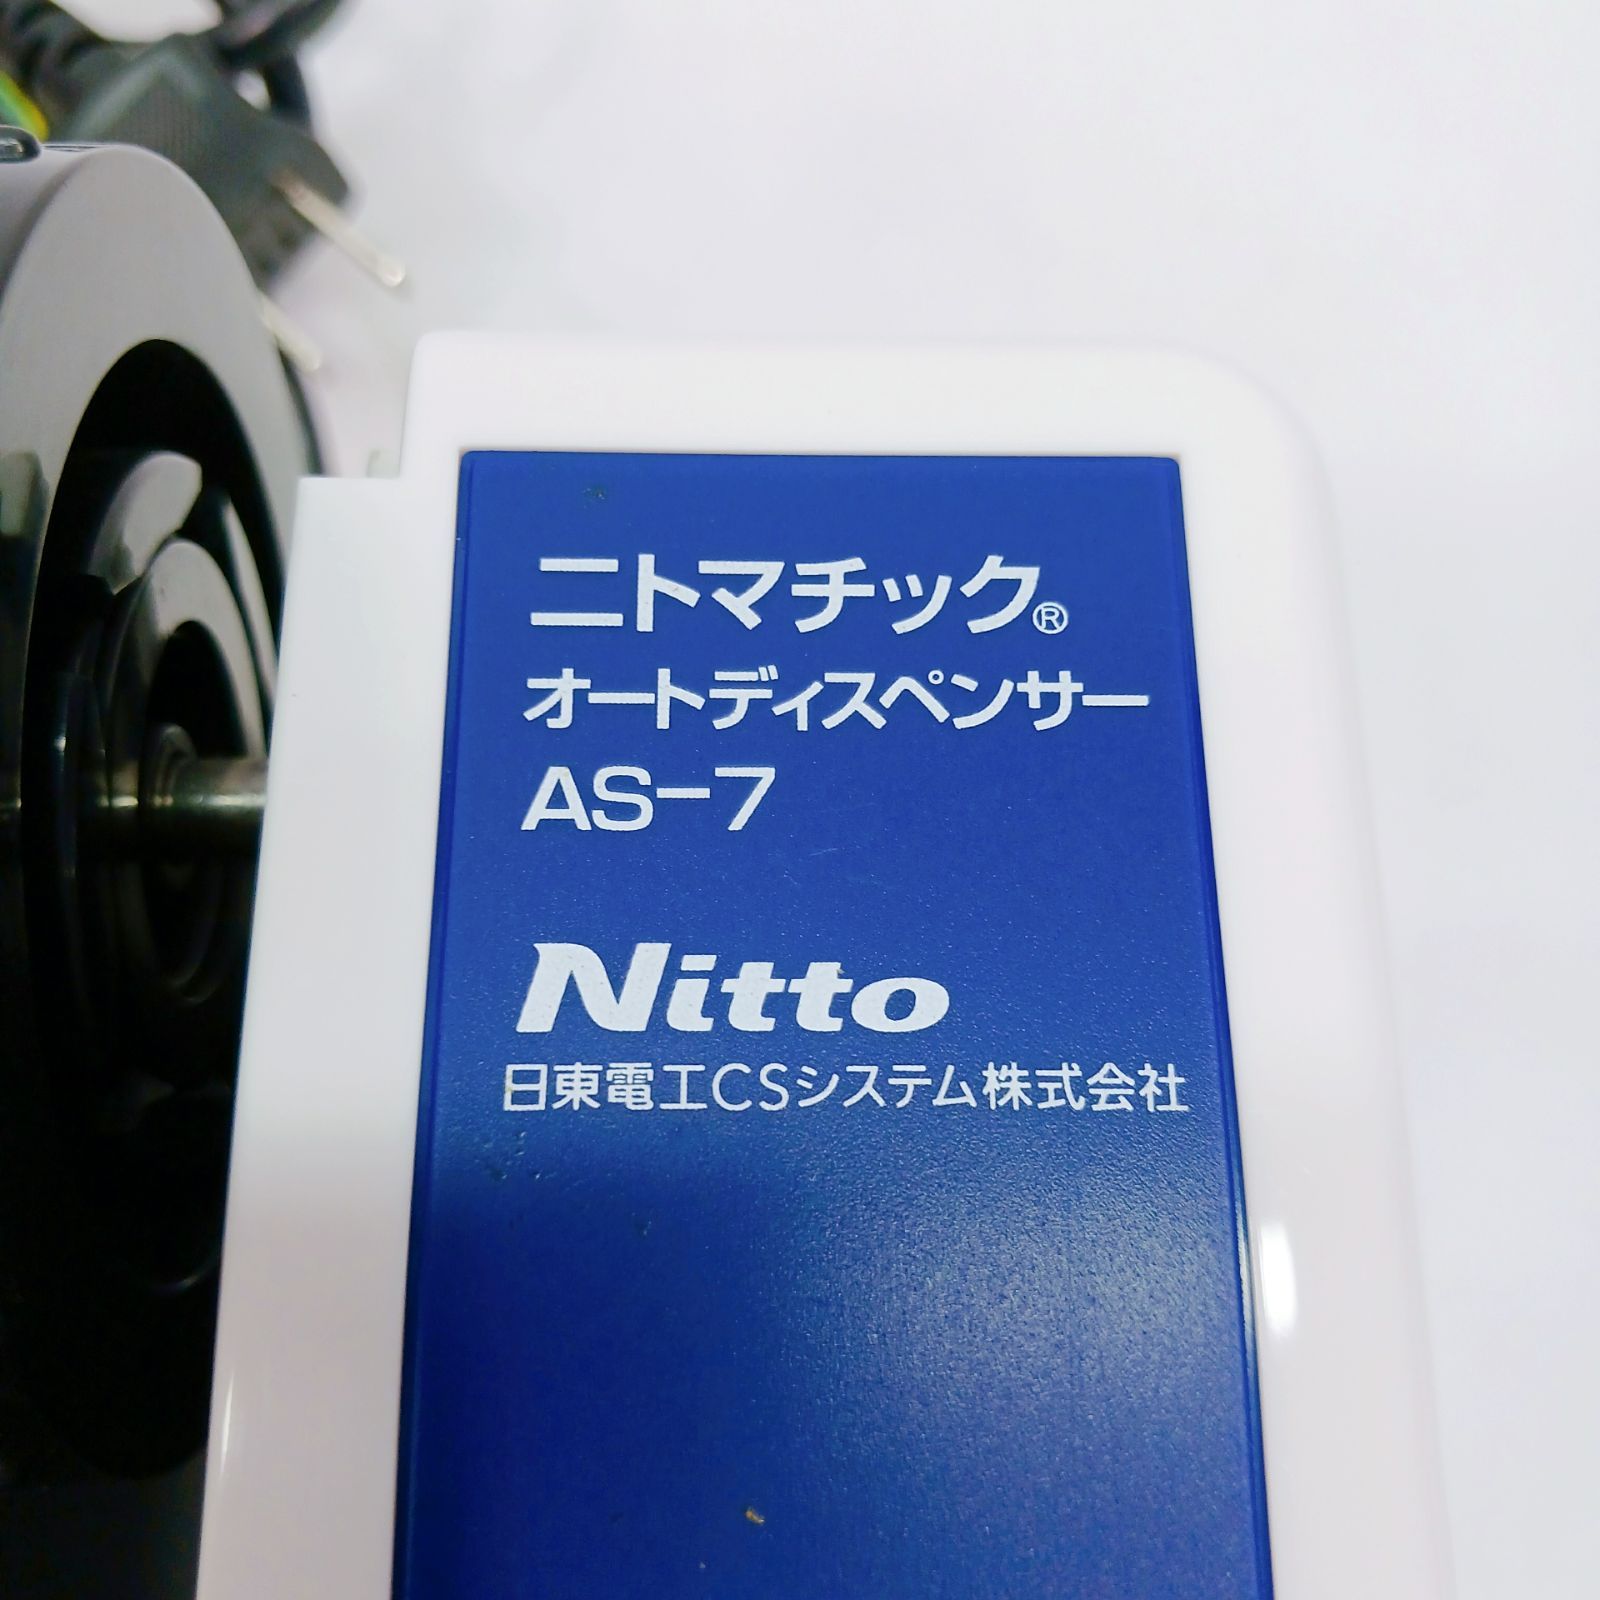 ニトマチック®
オートディスペンサー
AS-7
Nitto
日東電工CSシステム株式会社